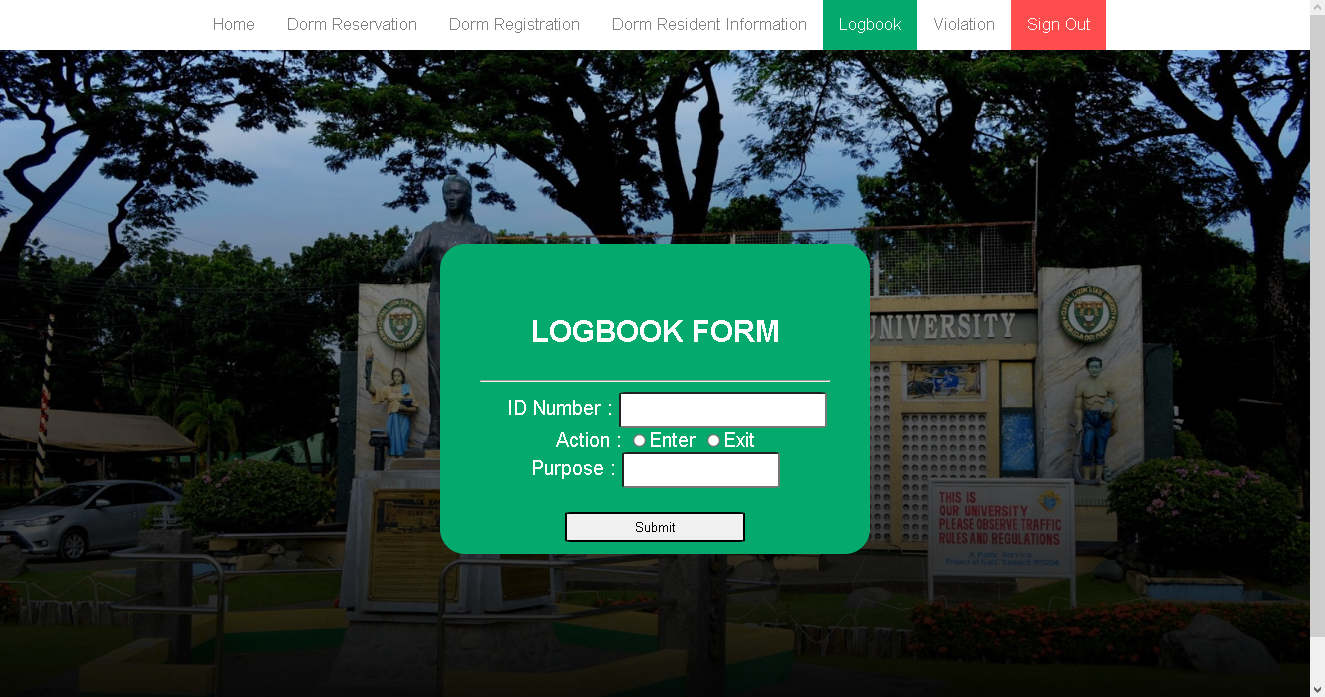 Home Dorm Reservation Dorm Registration Dorm Resident Information Logbook Violation Sign Out
UNIVERSITY
LOGBOOK FORM
ID Number :
Action : Enter Exit
Purpose :
Submit
THIS IS
OUR UNIVERSITY
PLEASE OBSERVE TRAFFIC
RULES AND REGULATIONS
A Public Service